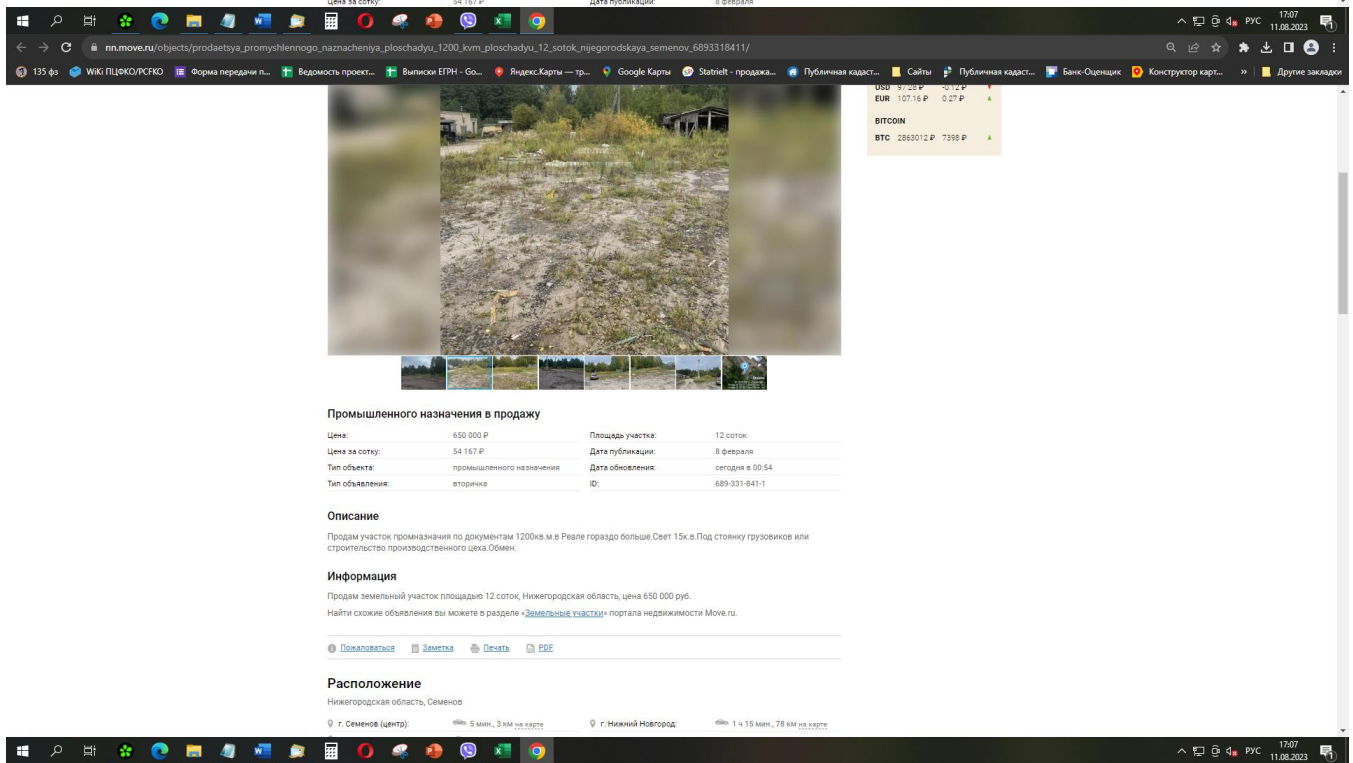 Цена за сотку: 54 167 ₽ Дата публикации: 8 февраля
РУС 17:07 11.08.2023
nn.move.ru/objects/prodaetsya_promyshlennogo_naznacheniya_ploschadyu_1200_kvm_ploschadyu_12_sotok_nijegorodskaya_semenov_6893318411/
135 фз WiKi ПЦФКО/РСГКО Форма передачи п... Ведомость проект... Выписки ЕГРН - Go... Яндекс.Карты — тр... Google Карты Statrielt - продажа... Публичная кадаст... Сайты Публичная кадаст... Банк-Оценщик Конструктор карт... » Другие закладки
USD 97.28 ₽ -0.12 ₽
EUR 107.16 ₽ 0.27 ₽
BITCOIN
BTC 2863012 ₽ 7398 ₽
Промышленного назначения в продажу
Цена: 650 000 ₽ Площадь участка: 12 соток
Цена за сотку: 54 167 ₽ Дата публикации: 8 февраля
Тип объекта: промышленного назначения Дата обновления: сегодня в 00:54
Тип объявления: вторичка ID: 689-331-841-1
Описание
Продам участок промназначия по документам 1200кв.м.в Реале гораздо больше.Свет 15к.в.Под стоянку грузовиков или
строительство производственного цеха.Обмен.
Информация
Продам земельный участок площадью 12 соток, Нижегородская область, цена 650 000 руб.
Найти схожие объявления вы можете в разделе «Земельные участки» портала недвижимости Move.ru.
Пожаловаться Заметка Печать PDF
Расположение
Нижегородская область, Семенов
г. Семенов (центр): 5 мин., 3 км на карте г. Нижний Новгород: 1 ч 15 мин., 78 км на карте
РУС 17:07 11.08.2023